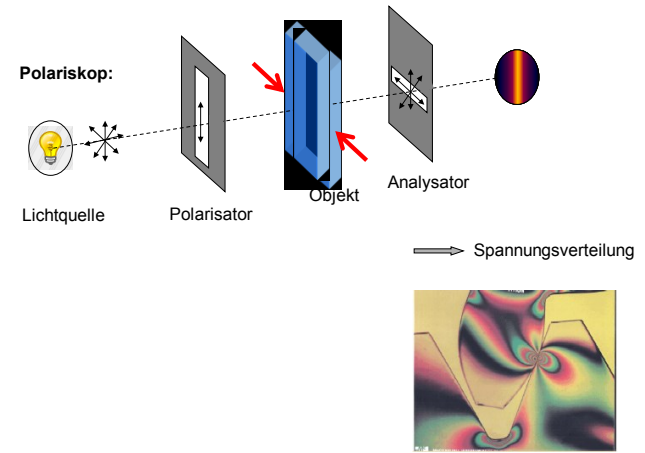 Polariskop:
Lichtquelle
Polarisator
Objekt
Analysator
Spannungsverteilung